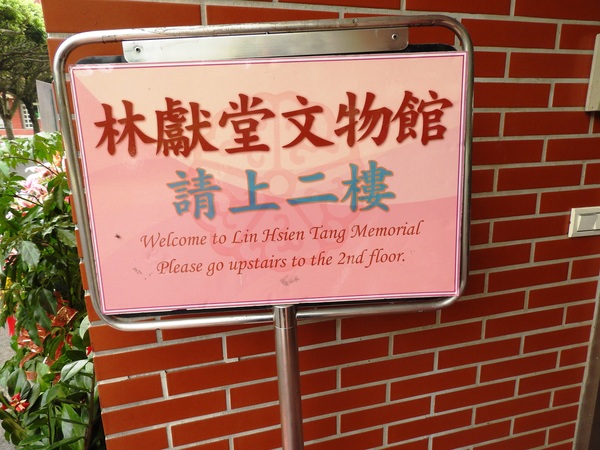 林獻堂文物館
請上二樓
Welcome to Lin Hsien Tang Memorial
Please go upstairs to the 2nd floor.